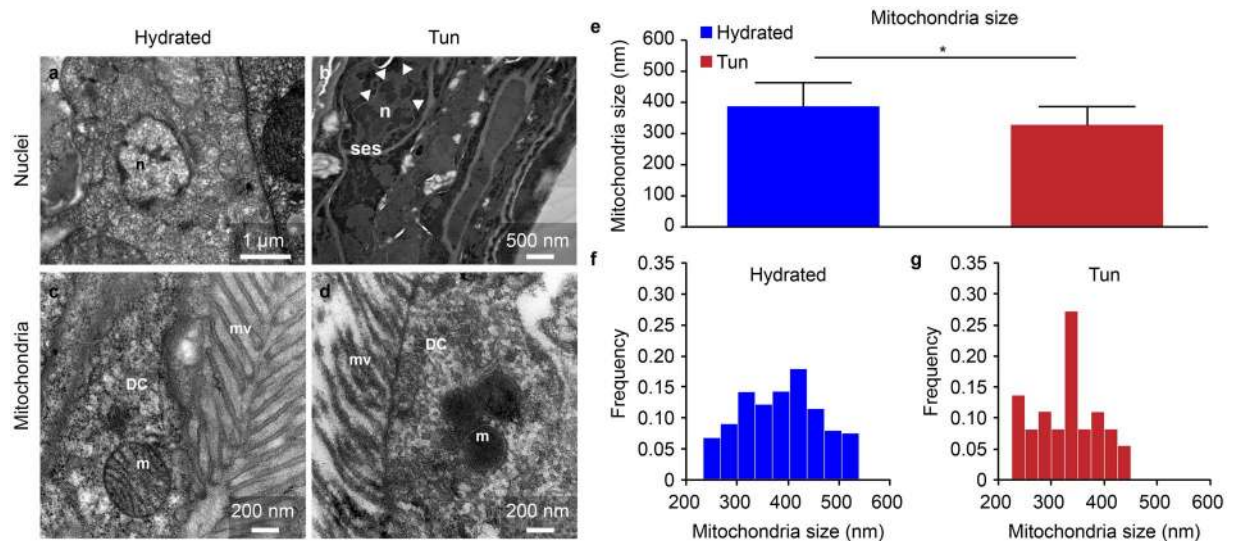 Hydrated
Tun
Nuclei
a
n
1 µm
b
n
ses
500 nm
Mitochondria
c
mv
DC
m
200 nm
d
mv
DC
m
200 nm
e
Mitochondria size
Hydrated
Tun
*
Mitochondria size (nm)
600
500
400
300
200
100
0
f
Hydrated
Frequency
0.35
0.30
0.25
0.20
0.15
0.10
0.05
0
200 300 400 500 600
Mitochondria size (nm)
g
Tun
Frequency
0.35
0.30
0.25
0.20
0.15
0.10
0.05
0
200 300 400 500 600
Mitochondria size (nm)